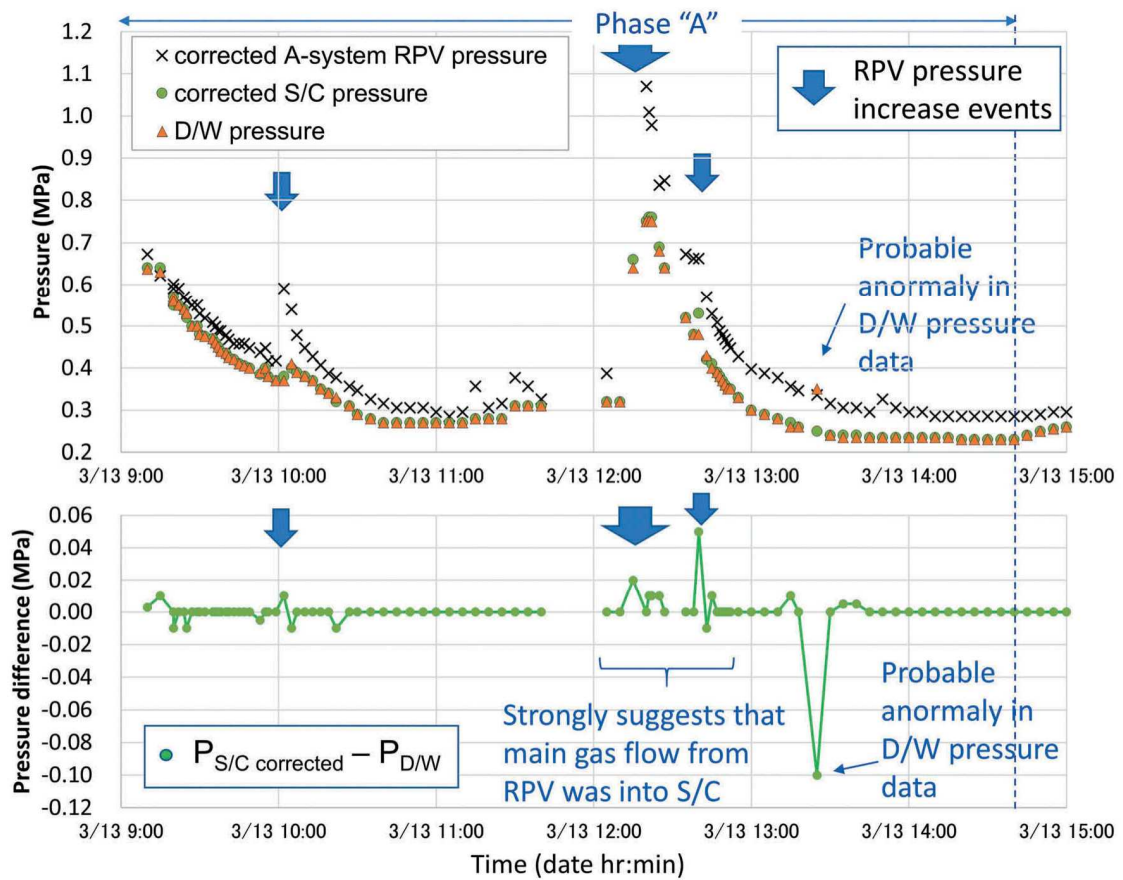 Phase “A”
1.2
1.1
1.0
0.9
0.8
0.7
0.6
0.5
0.4
0.3
0.2
Pressure (MPa)
corrected A-system RPV pressure
corrected S/C pressure
D/W pressure
RPV pressure
increase events
Probable
anormaly in
D/W pressure
data
3/13 9:00
3/13 10:00
3/13 11:00
3/13 12:00
3/13 13:00
3/13 14:00
3/13 15:00
0.06
0.04
0.02
0.00
-0.02
-0.04
-0.06
-0.08
-0.10
-0.12
Pressure difference (MPa)
P S/C corrected – P D/W
Strongly suggests that
main gas flow from
RPV was into S/C
Probable
anormaly in
D/W pressure
data
3/13 9:00
3/13 10:00
3/13 11:00
3/13 12:00
3/13 13:00
3/13 14:00
3/13 15:00
Time (date hr:min)